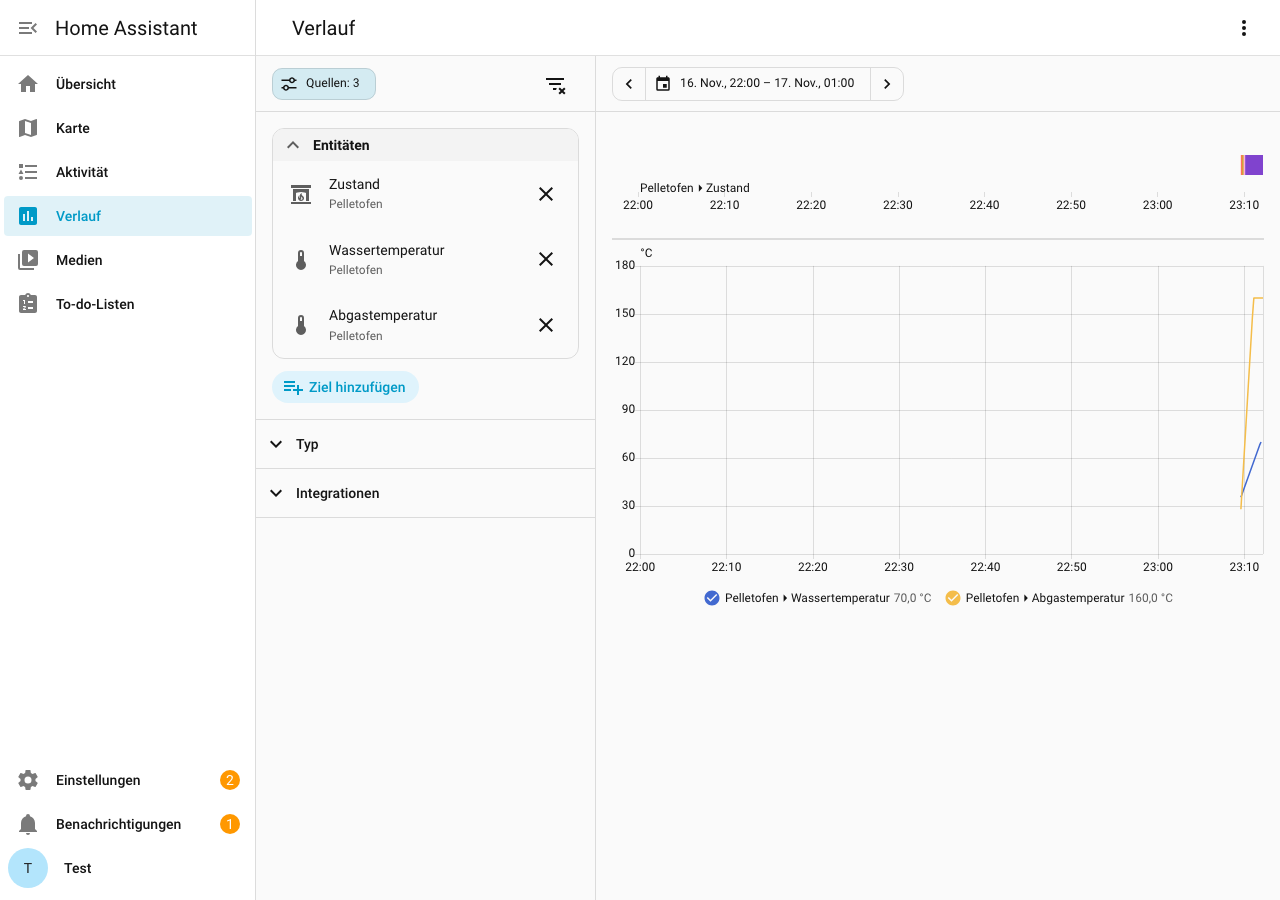 Home Assistant
Verlauf
Übersicht
Karte
Aktivität
Verlauf
Medien
To-do-Listen
Einstellungen 2
Benachrichtigungen 1
T Test
Quellen: 3
Entitäten
Zustand
Pelletofen
Wassertemperatur
Pelletofen
Abgastemperatur
Pelletofen
Ziel hinzufügen
Typ
Integrationen
16. Nov., 22:00 – 17. Nov., 01:00
Pelletofen Zustand
22:00 22:10 22:20 22:30 22:40 22:50 23:00 23:10
°C
180
150
120
90
60
30
0
22:00 22:10 22:20 22:30 22:40 22:50 23:00 23:10
Pelletofen Wassertemperatur 70,0 °C Pelletofen Abgastemperatur 160,0 °C